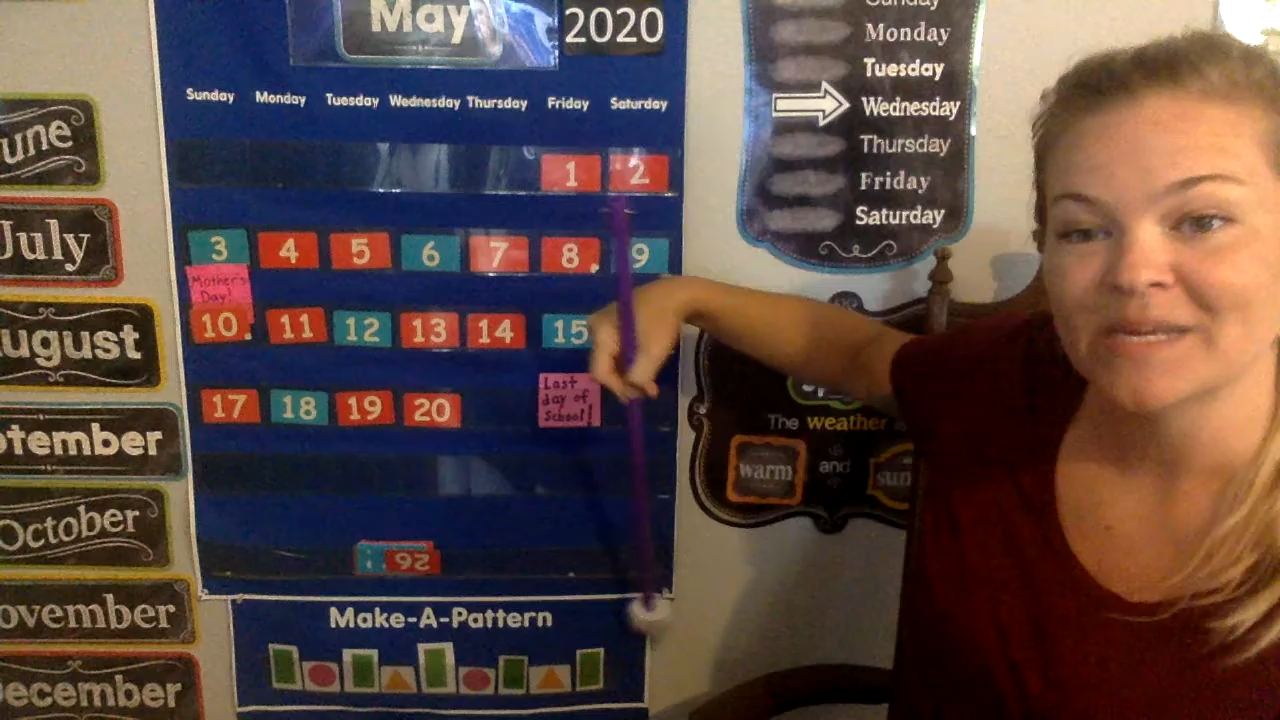 May
2020
Sunday Monday Tuesday Wednesday Thursday Friday Saturday
1 2
3 4 5 6 7 8. 9
Mother's
Day!
10. 11 12 13 14 15
Last
day of
School!
17 18 19 20
92
Make-A-Pattern
Sunday
Monday
Tuesday
Wednesday
Thursday
Friday
Saturday
The weather
warm and sun
une
July
ugust
ptember
October
ovember
ecember